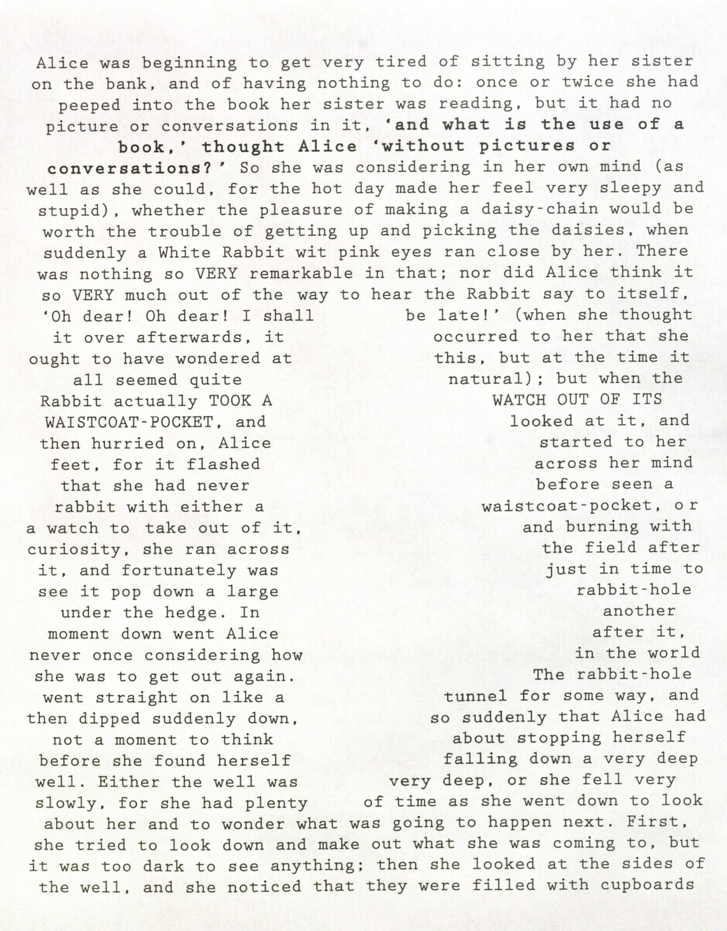 Alice was beginning to get very tired of sitting by her sister
on the bank, and of having nothing to do: once or twice she had
peeped into the book her sister was reading, but it had no
picture or conversations in it, ‘and what is the use of a
book,’ thought Alice ‘without pictures or
conversations?’ So she was considering in her own mind (as
well as she could, for the hot day made her feel very sleepy and
stupid), whether the pleasure of making a daisy-chain would be
worth the trouble of getting up and picking the daisies, when
suddenly a White Rabbit wit pink eyes ran close by her. There
was nothing so VERY remarkable in that; nor did Alice think it
so VERY much out of the way to hear the Rabbit say to itself,
‘Oh dear! Oh dear! I shall be late!’ (when she thought
it over afterwards, it occurred to her that she
ought to have wondered at this, but at the time it
all seemed quite natural); but when the
Rabbit actually TOOK A WATCH OUT OF ITS
WAISTCOAT-POCKET, and looked at it, and
then hurried on, Alice started to her
feet, for it flashed across her mind
that she had never before seen a
rabbit with either a waistcoat-pocket, or
a watch to take out of it, and burning with
curiosity, she ran across the field after
it, and fortunately was just in time to
see it pop down a large rabbit-hole
under the hedge. In another
moment down went Alice after it,
never once considering how in the world
she was to get out again. The rabbit-hole
went straight on like a tunnel for some way, and
then dipped suddenly down, so suddenly that Alice had
not a moment to think about stopping herself
before she found herself falling down a very deep
well. Either the well was very deep, or she fell very
slowly, for she had plenty of time as she went down to look
about her and to wonder what was going to happen next. First,
she tried to look down and make out what she was coming to, but
it was too dark to see anything; then she looked at the sides of
the well, and she noticed that they were filled with cupboards